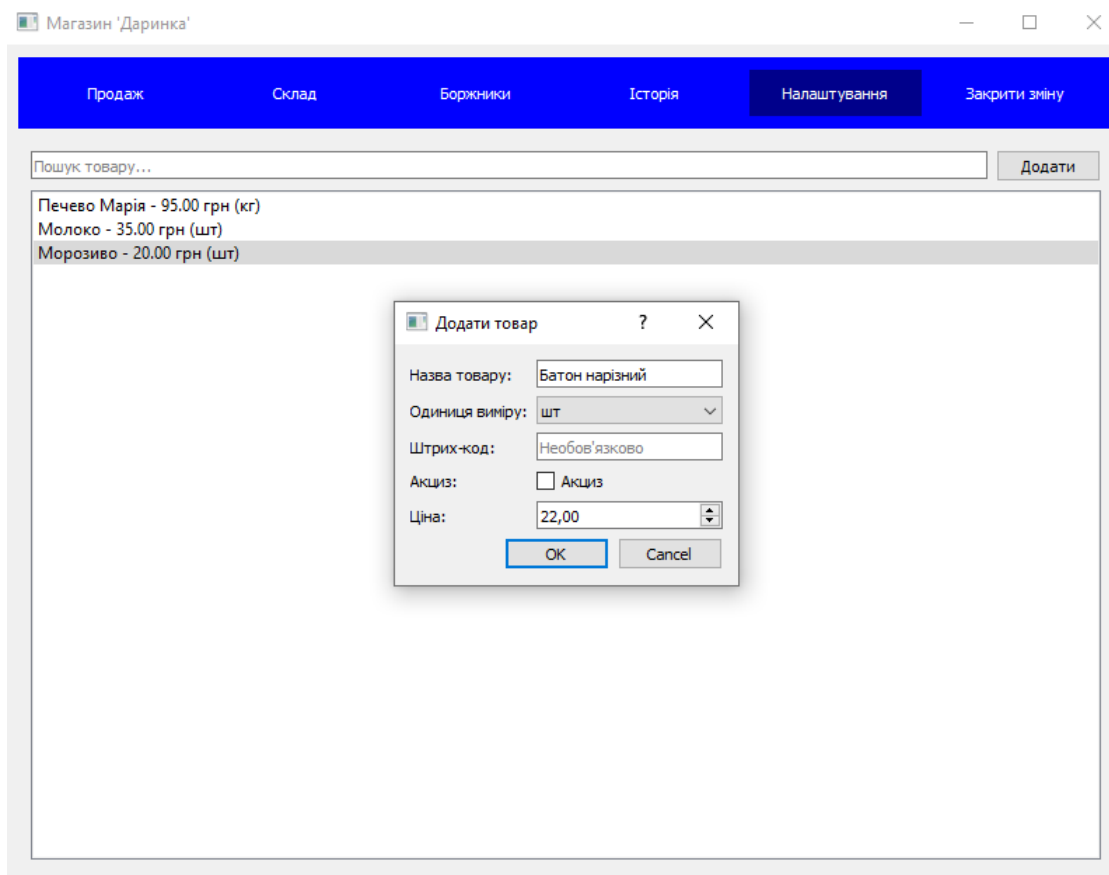 Магазин 'Даринка'
Продаж Склад Боржники Історія Налаштування Закрити зміну
Пошук товару... Додати
Печево Марія - 95.00 грн (кг)
Молоко - 35.00 грн (шт)
Морозиво - 20.00 грн (шт)
Додати товар ?
Назва товару: Батон нарізний
Одиниця виміру: шт
Штрих-код: Необов'язково
Акциз: Акциз
Ціна: 22,00
OK Cancel